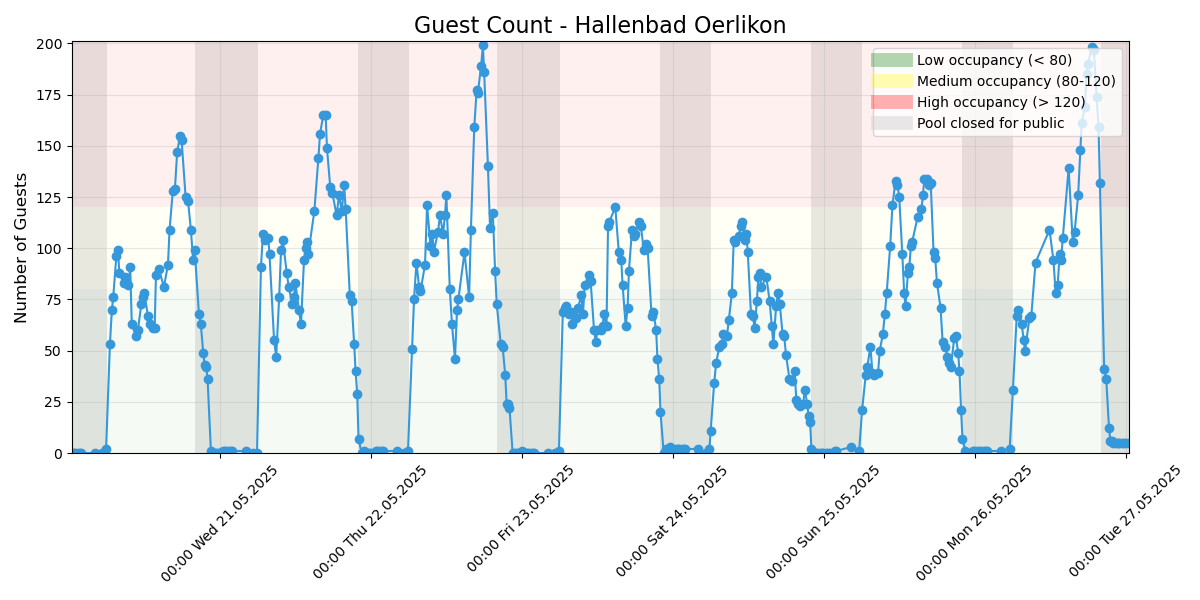 Guest Count - Hallenbad Oerlikon
Number of Guests
200
175
150
125
100
75
50
25
0
Low occupancy (< 80)
Medium occupancy (80-120)
High occupancy (> 120)
Pool closed for public
00:00 Wed 21.05.2025
00:00 Thu 22.05.2025
00:00 Fri 23.05.2025
00:00 Sat 24.05.2025
00:00 Sun 25.05.2025
00:00 Mon 26.05.2025
00:00 Tue 27.05.2025